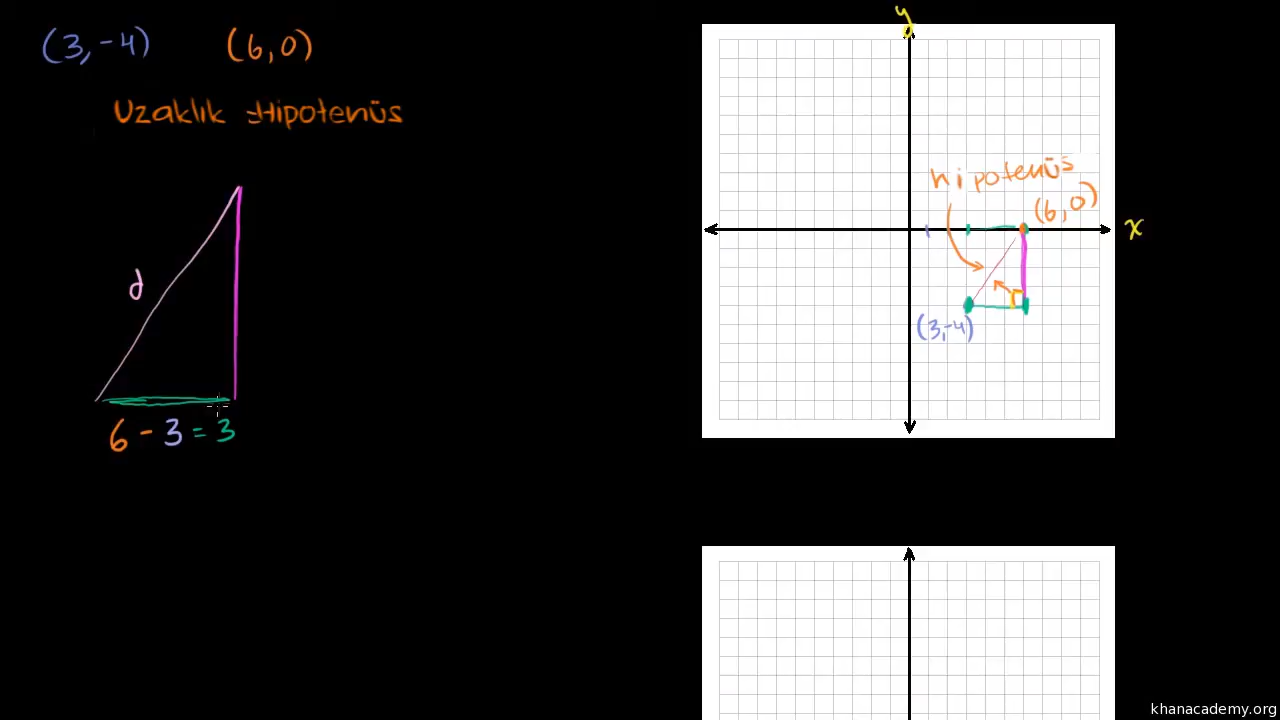 (3,-4) (6,0)
Uzaklık =Hipotenüs
d
6 - 3 = 3
y
hipotenüs
(6,0)
x
(3,-4)
khanacademy.org